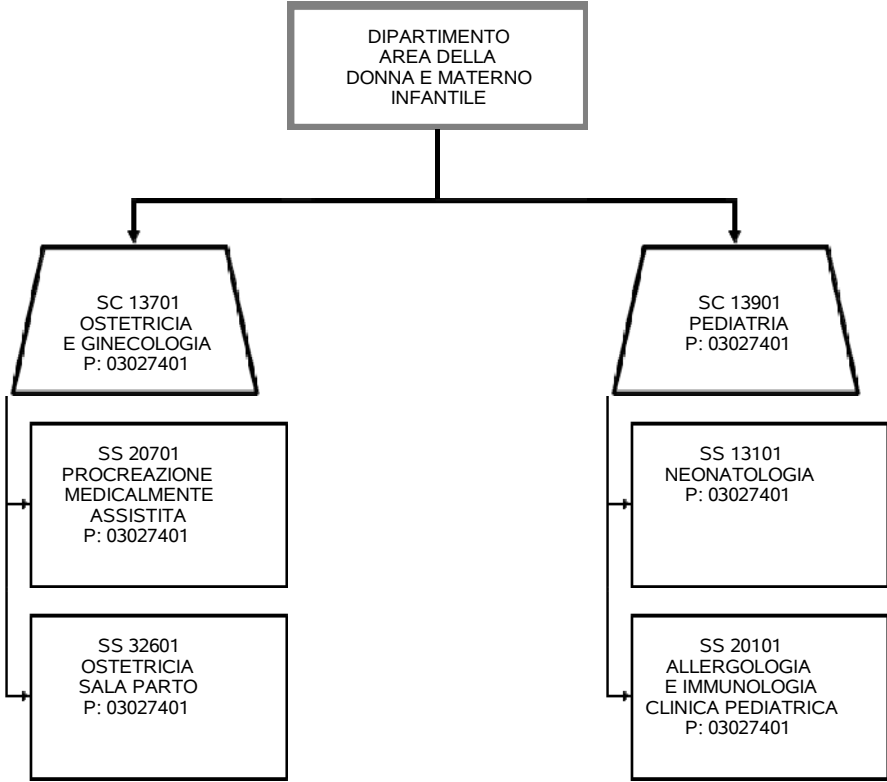 DIPARTIMENTO
AREA DELLA
DONNA E MATERNO
INFANTILE
SC 13701
OSTETRICIA
E GINECOLOGIA
P: 03027401
SS 20701
PROCREAZIONE
MEDICALMENTE
ASSISTITA
P: 03027401
SS 32601
OSTETRICIA
SALA PARTO
P: 03027401
SC 13901
PEDIATRIA
P: 03027401
SS 13101
NEONATOLOGIA
P: 03027401
SS 20101
ALLERGOLOGIA
E IMMUNOLOGIA
CLINICA PEDIATRICA
P: 03027401